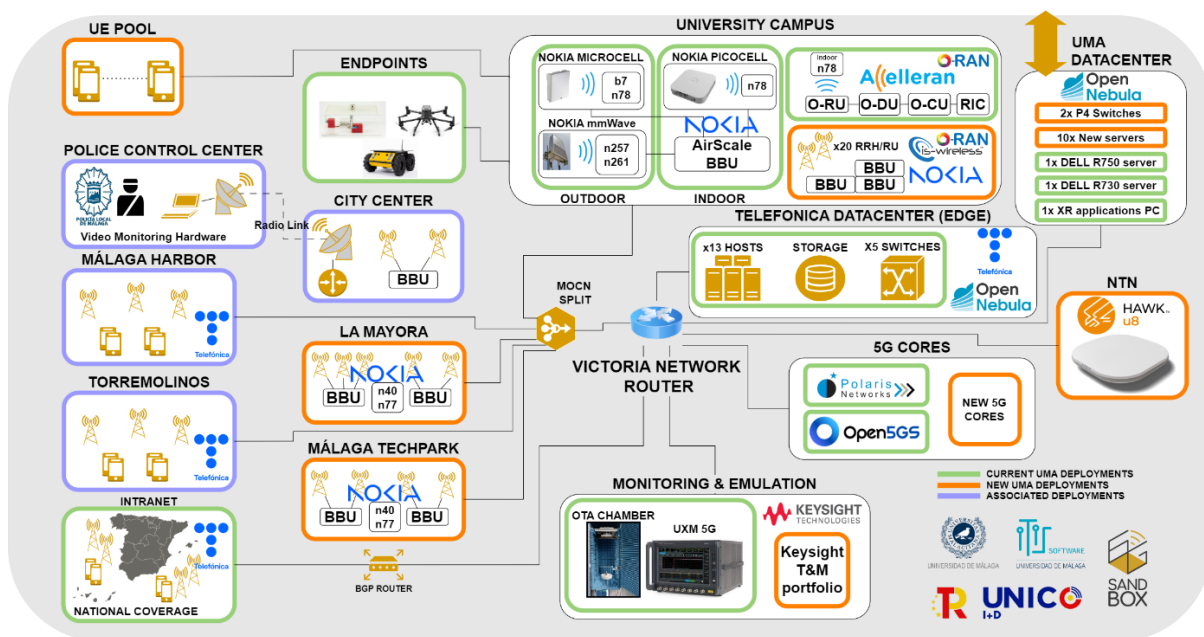 UE POOL
ENDPOINTS
POLICE CONTROL CENTER
POLICÍA LOCAL
DE MÁLAGA
Video Monitoring Hardware
Radio Link
CITY CENTER
BBU
MÁLAGA HARBOR
Telefónica
LA MAYORA
NOKIA
BBU
n40
n77
BBU
TORREMOLINOS
Telefónica
MÁLAGA TECHPARK
NOKIA
BBU
n40
n77
BBU
INTRANET
Telefónica
NATIONAL COVERAGE
BGP ROUTER
UNIVERSITY CAMPUS
NOKIA MICROCELL
b7
n78
NOKIA mmWave
n257
n261
OUTDOOR
NOKIA PICOCELL
n78
NOKIA
AirScale
BBU
INDOOR
Indoor
n78
O-RAN
Accelleran
O-RU
O-DU
O-CU
RIC
x20 RRH/RU
O-RAN
is-wireless
BBU
BBU
BBU
NOKIA
UMA
DATACENTER
Open
Nebula
2x P4 Switches
10x New servers
1x DELL R750 server
1x DELL R730 server
1x XR applications PC
TELEFONICA DATACENTER (EDGE)
x13 HOSTS
STORAGE
X5 SWITCHES
Telefónica
Open
Nebula
MOCN
SPLIT
VICTORIA NETWORK
ROUTER
NTN
HAWK™
u8
5G CORES
Polaris
Networks
Open5GS
NEW 5G
CORES
MONITORING & EMULATION
OTA CHAMBER
UXM 5G
KEYSIGHT
TECHNOLOGIES
Keysight
T&M
portfolio
CURRENT UMA DEPLOYMENTS
NEW UMA DEPLOYMENTS
ASSOCIATED DEPLOYMENTS
UNIVERSIDAD DE MÁLAGA
ITIS
SOFTWARE
UNIVERSIDAD DE MÁLAGA
6G
SAND
BOX
TR
UNICO
I+D